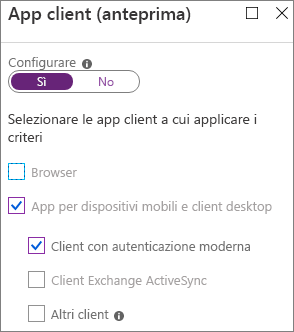 App client (anteprima)
Configurare
Sì No
Selezionare le app client a cui applicare i
criteri
Browser
App per dispositivi mobili e client desktop
Client con autenticazione moderna
Client Exchange ActiveSync
Altri client